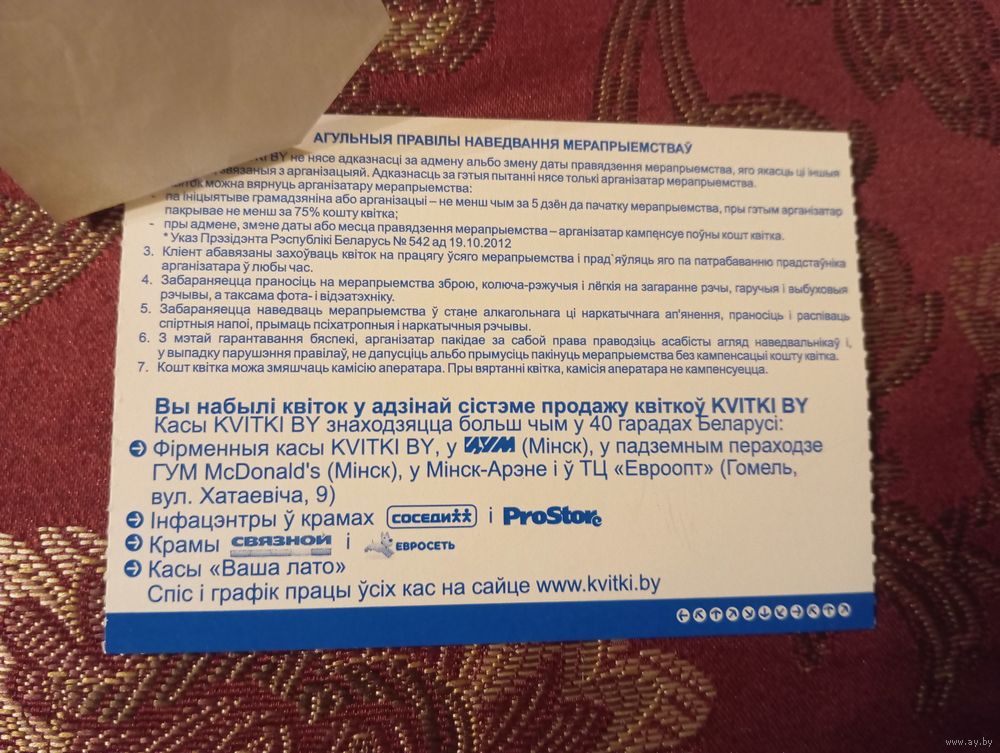 АГУЛЬНЫЯ ПРАВІЛЫ НАВЕДВАННЯ МЕРАПРЫЕМСТВАЎ
BY не нясе адказнасці за адмену альбо змену даты правядзення мерапрыемства, яго якасць ці іншыя
звязаныя з арганізацыяй. Адказнасць за гэтыя пытанні нясе толькі арганізатар мерапрыемства.
можна вярнуць арганізатару мерапрыемства:
- па ініцыятыве грамадзяніна або арганізацыі – не менш чым за 5 дзён да пачатку мерапрыемства, пры гэтым арганізатар
пакрывае не менш за 75% кошту квітка;
- пры адмене, змене даты або месца правядзення мерапрыемства – арганізатар кампенсуе поўны кошт квітка.
* Указ Прэзідэнта Рэспублікі Беларусь № 542 ад 19.10.2012
3. Кліент абавязаны захоўваць квіток на працягу ўсяго мерапрыемства і прад`яўляць яго па патрабаванню прадстаўніка
арганізатара ў любы час.
4. Забараняецца праносіць на мерапрыемства зброю, колюча-рэжучыя і лёгкія на загаранне рэчы, гаручыя і выбуховыя
рэчывы, а таксама фота- і відэатэхніку.
5. Забараняецца наведваць мерапрыемства ў стане алкагольнага ці наркатычнага ап'янення, праносіць і распіваць
спіртныя напоі, прымаць псіхатропныя і наркатычныя рэчывы.
6. З мэтай гарантавання бяспекі, арганізатар пакідае за сабой права праводзіць асабісты агляд наведвальнікаў і,
у выпадку парушэння правілаў, не дапусціць альбо прымусіць пакінуць мерапрыемства без кампенсацыі кошту квітка.
7. Кошт квітка можа змяшчаць камісію аператара. Пры вяртанні квітка, камісія аператара не кампенсуецца.
Вы набылі квіток у адзінай сістэме продажу квіткоў KVITKI BY
Касы KVITKI BY знаходзяцца больш чым у 40 гарадах Беларусі:
Фірменныя касы KVITKI BY, у ЦУМ (Мінск), у падземным пераходзе
ГУМ McDonald's (Мінск), у Мінск-Арэне і ў ТЦ «Евроопт» (Гомель,
вул. Хатаевіча, 9)
Інфацэнтры ў крамах СОСЕДИ і ProStore
Крамы СВЯЗНОЙ і ЕВРОСЕТЬ
Касы «Ваша лато»
Спіс і графік працы ўсіх кас на сайце www.kvitki.by
www.ay.by